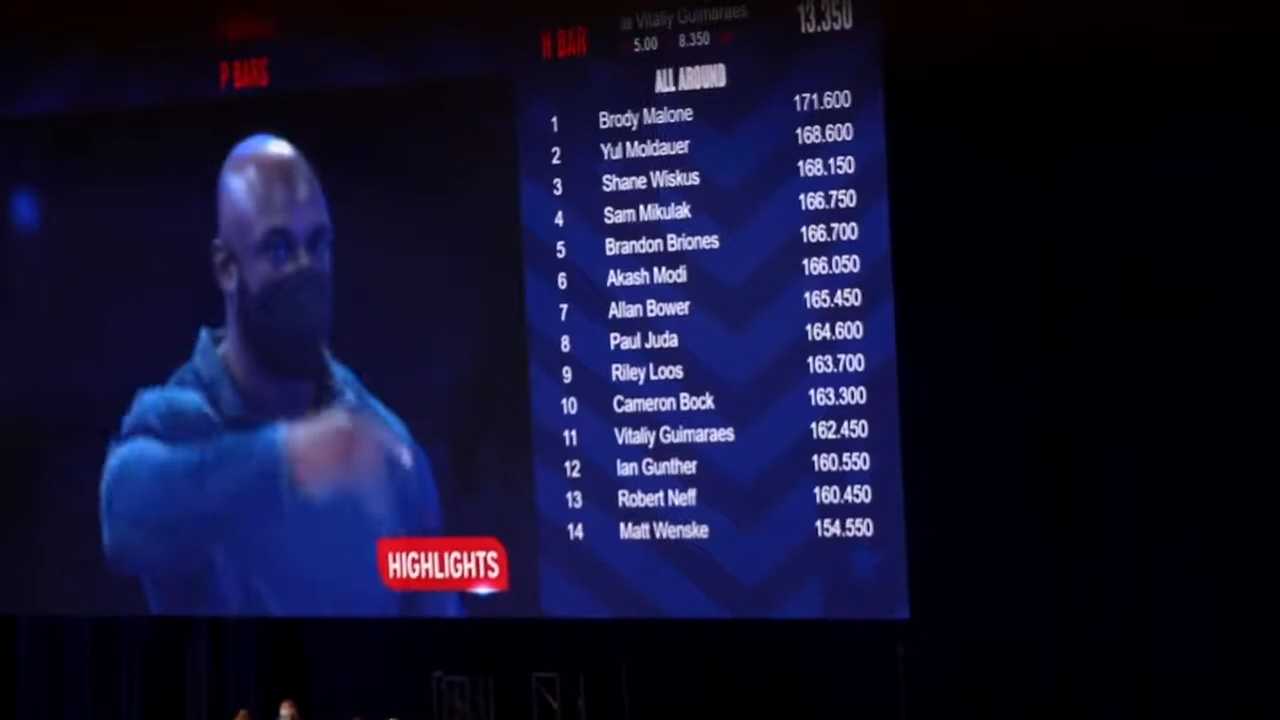 P BARS
H BAR
Vitaliy Guimaraes
5.00 8.350
13.350
ALL AROUND
1 Brody Malone 171.600
2 Yul Moldauer 168.600
3 Shane Wiskus 168.150
4 Sam Mikulak 166.750
5 Brandon Briones 166.700
6 Akash Modi 166.050
7 Allan Bower 165.450
8 Paul Juda 164.600
9 Riley Loos 163.700
10 Cameron Bock 163.300
11 Vitaliy Guimaraes 162.450
12 Ian Gunther 160.550
13 Robert Neff 160.450
14 Matt Wenske 154.550
HIGHLIGHTS